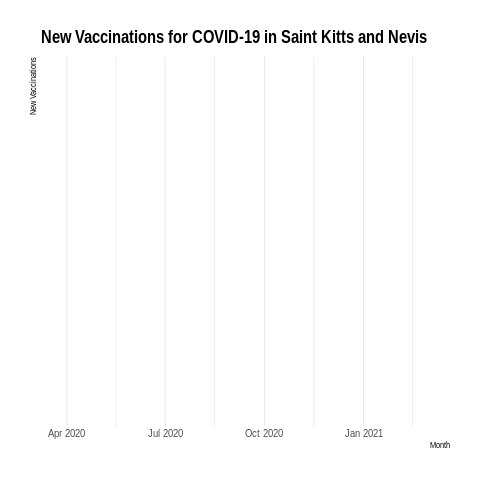 New Vaccinations for COVID-19 in Saint Kitts and Nevis
New Vaccinations
Apr 2020
Jul 2020
Oct 2020
Jan 2021
Month